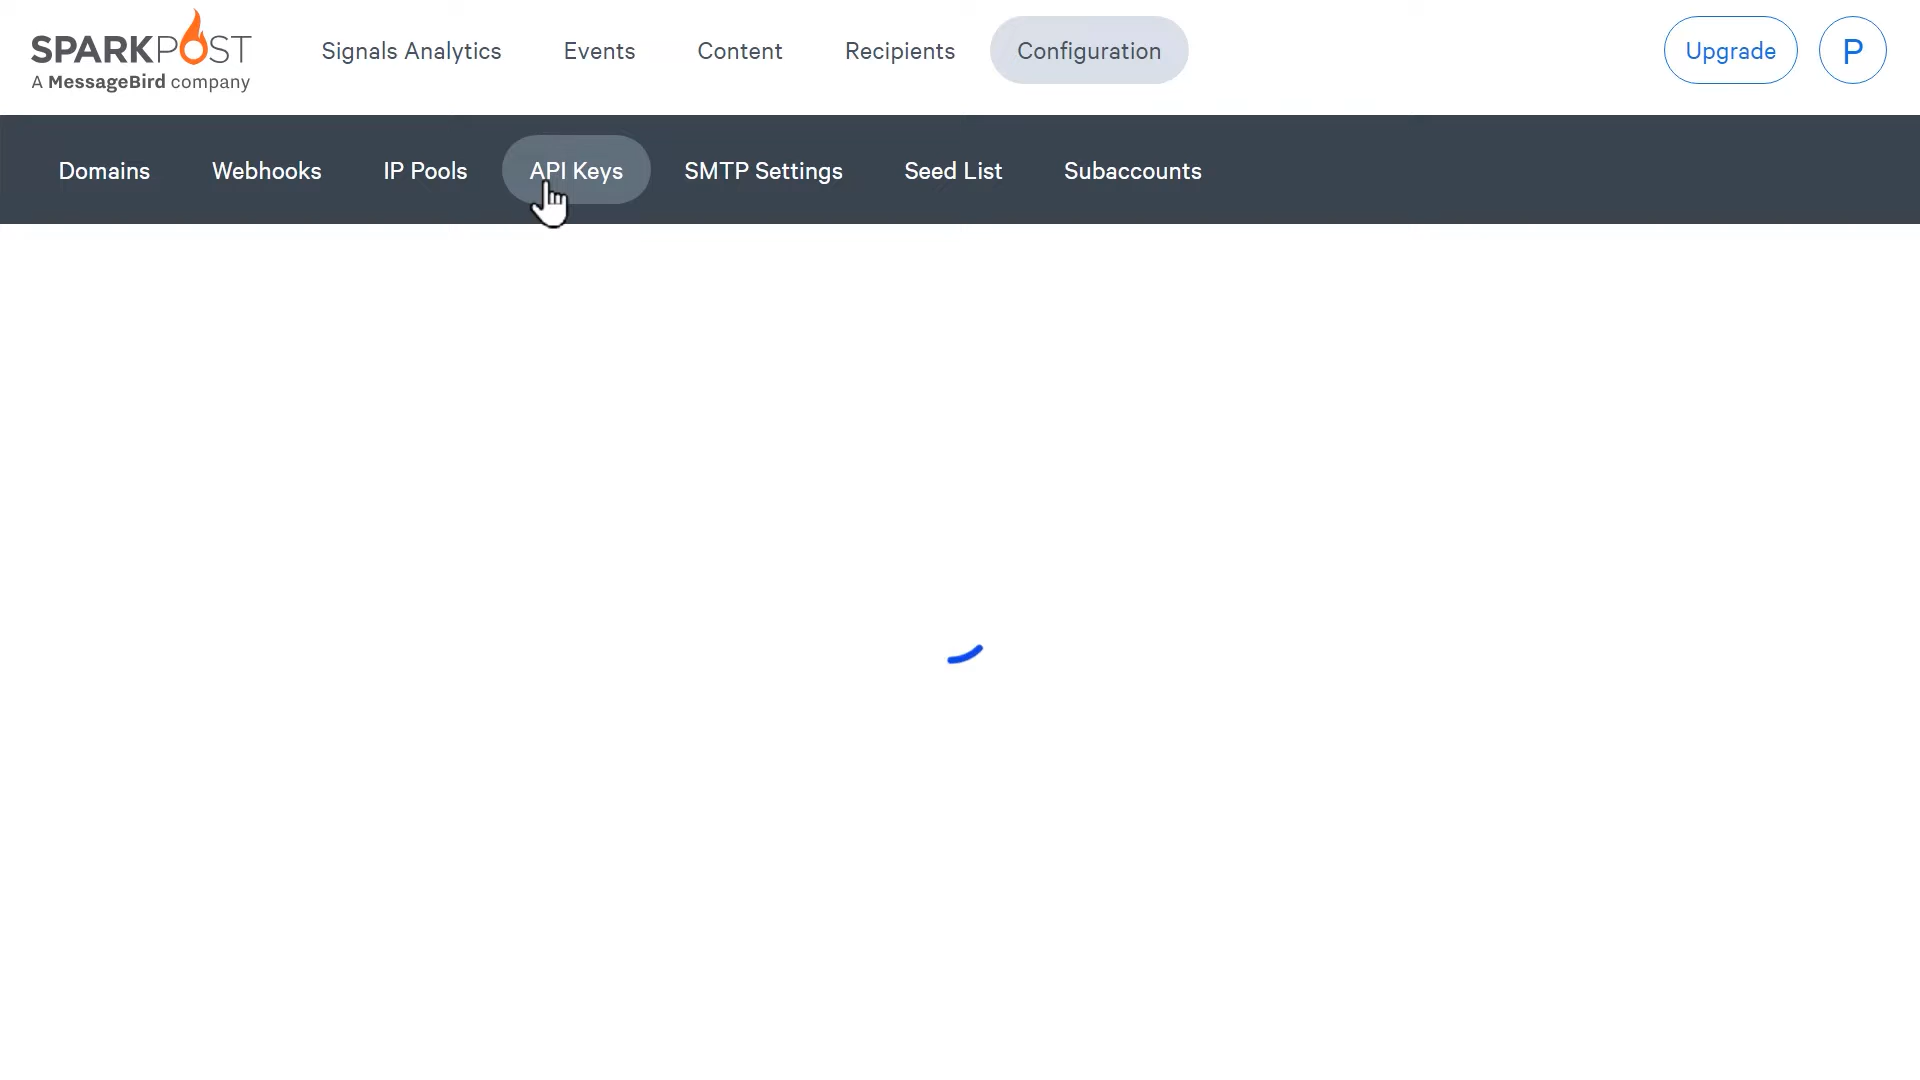 SPARKPOST
A MessageBird company
Signals Analytics
Events
Content
Recipients
Configuration
Upgrade
P
Domains
Webhooks
IP Pools
API Keys
SMTP Settings
Seed List
Subaccounts